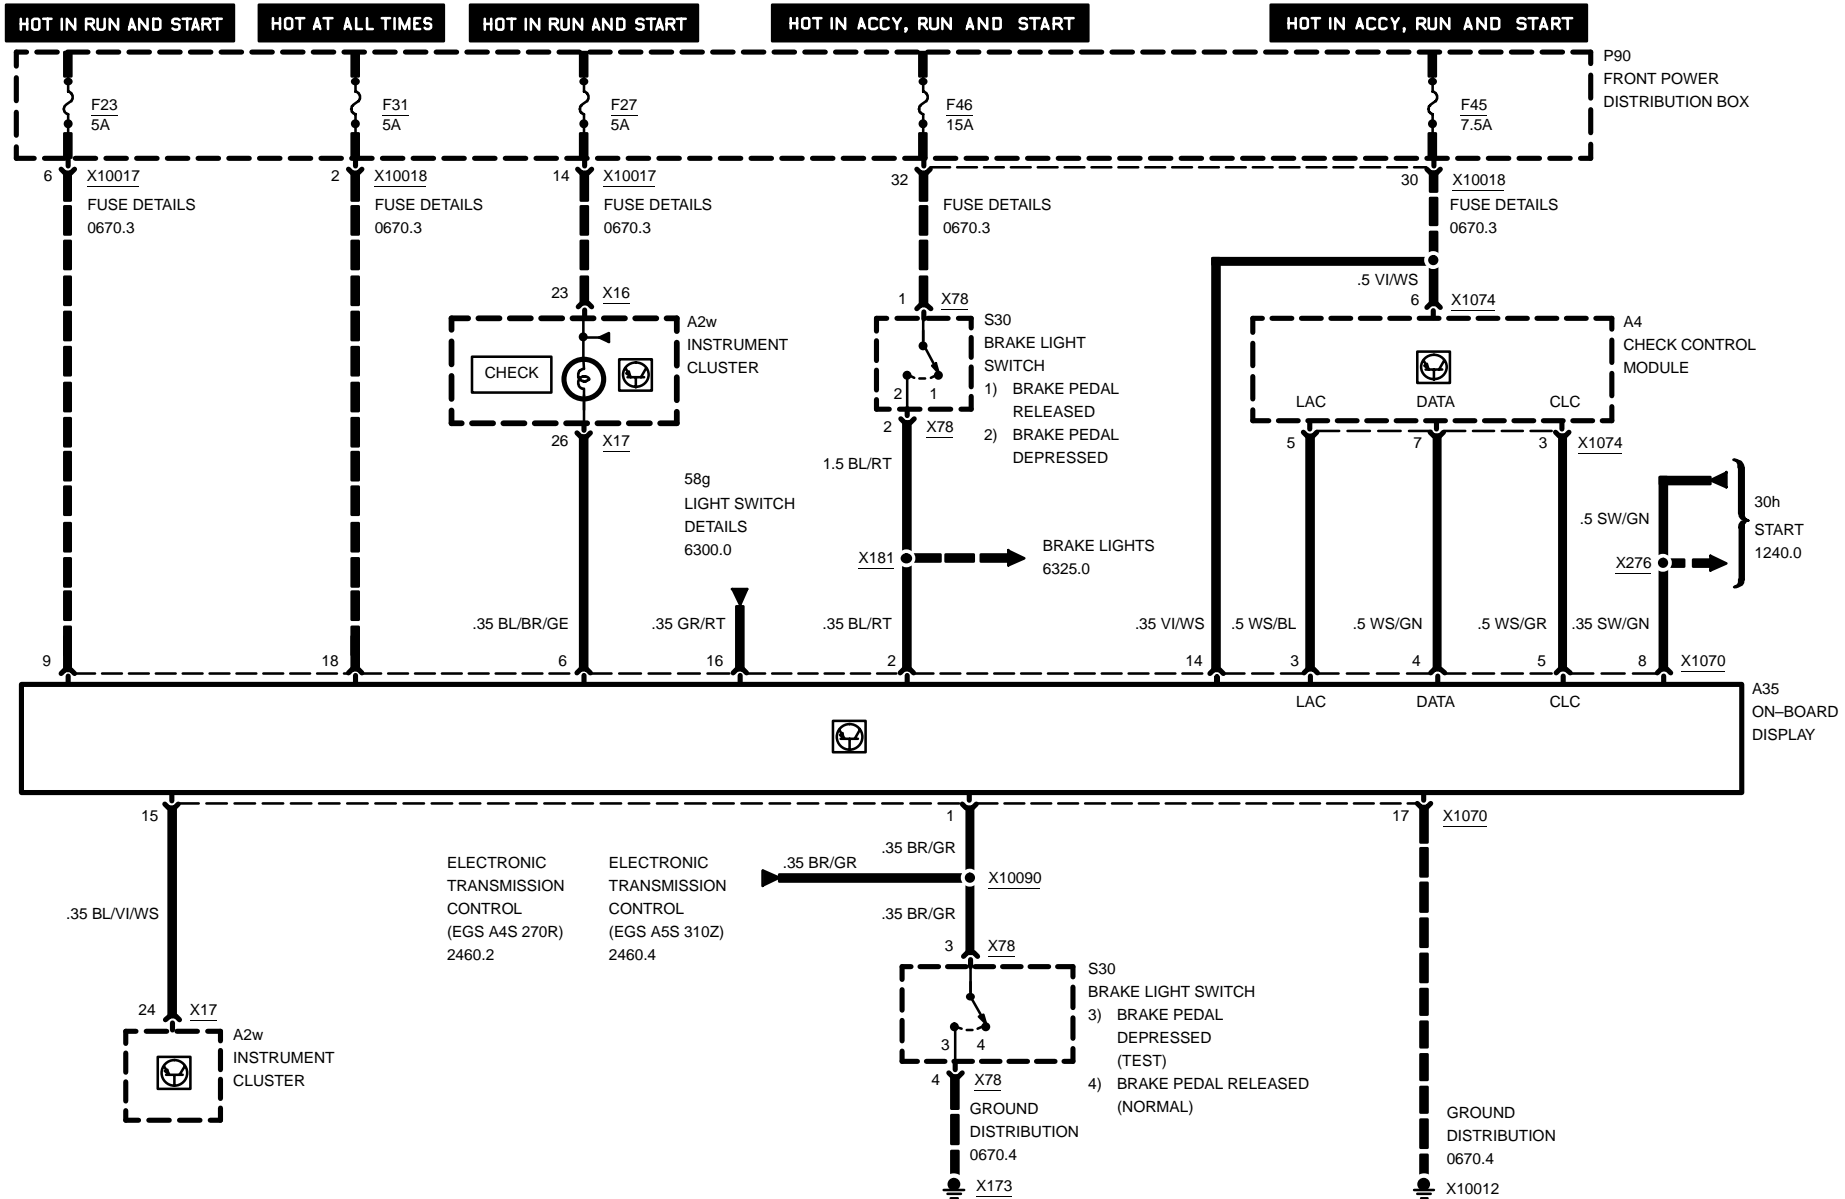 HOT IN RUN AND START
HOT AT ALL TIMES
HOT IN RUN AND START
HOT IN ACCY, RUN AND START
HOT IN ACCY, RUN AND START
P90
FRONT POWER
DISTRIBUTION BOX
F23
5A
F31
5A
F27
5A
F46
15A
F45
7.5A
6
X10017
FUSE DETAILS
0670.3
2
X10018
FUSE DETAILS
0670.3
14
X10017
FUSE DETAILS
0670.3
32
FUSE DETAILS
0670.3
30
X10018
FUSE DETAILS
0670.3
.5 VI/WS
23
X16
A2w
INSTRUMENT
CLUSTER
CHECK
26
X17
1
X78
S30
BRAKE LIGHT
SWITCH
1) BRAKE PEDAL
RELEASED
2) BRAKE PEDAL
DEPRESSED
2
1
2
X78
6
X1074
A4
CHECK CONTROL
MODULE
LAC
DATA
CLC
5
7
3
X1074
1.5 BL/RT
58g
LIGHT SWITCH
DETAILS
6300.0
X181
BRAKE LIGHTS
6325.0
.5 SW/GN
30h
START
1240.0
X276
.35 BL/BR/GE
.35 GR/RT
.35 BL/RT
.35 VI/WS
.5 WS/BL
.5 WS/GN
.5 WS/GR
.35 SW/GN
9
18
6
16
2
14
3
4
5
8
X1070
LAC
DATA
CLC
A35
ON–BOARD
DISPLAY
15
1
17
X1070
.35 BR/GR
ELECTRONIC
TRANSMISSION
CONTROL
(EGS A4S 270R)
2460.2
ELECTRONIC
TRANSMISSION
CONTROL
(EGS A5S 310Z)
2460.4
.35 BR/GR
X10090
.35 BR/GR
.35 BL/VI/WS
3
X78
S30
BRAKE LIGHT SWITCH
3) BRAKE PEDAL
DEPRESSED
(TEST)
4) BRAKE PEDAL RELEASED
(NORMAL)
3
4
4
X78
GROUND
DISTRIBUTION
0670.4
X173
24
X17
A2w
INSTRUMENT
CLUSTER
GROUND
DISTRIBUTION
0670.4
X10012